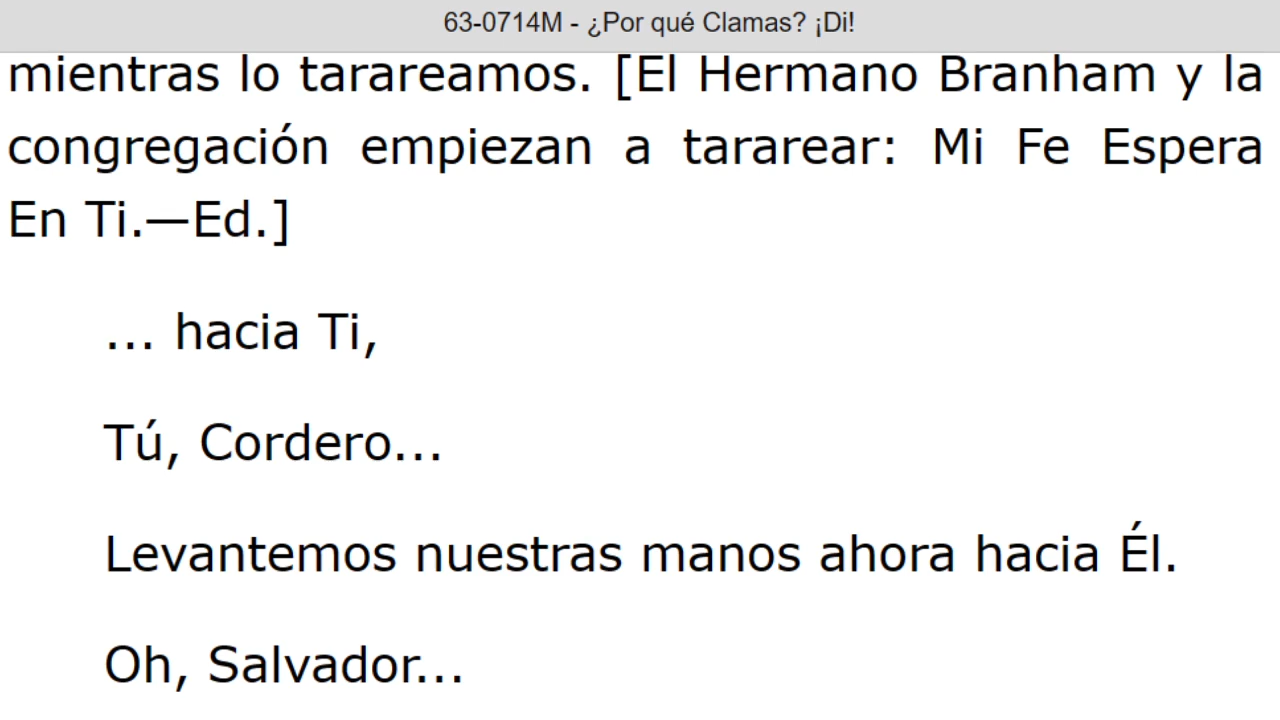 63-0714M - ¿Por qué Clamas? ¡Di!
mientras lo tarareamos. [El Hermano Branham y la
congregación empiezan a tararear: Mi Fe Espera
En Ti.—Ed.]
... hacia Ti,
Tú, Cordero...
Levantemos nuestras manos ahora hacia Él.
Oh, Salvador...